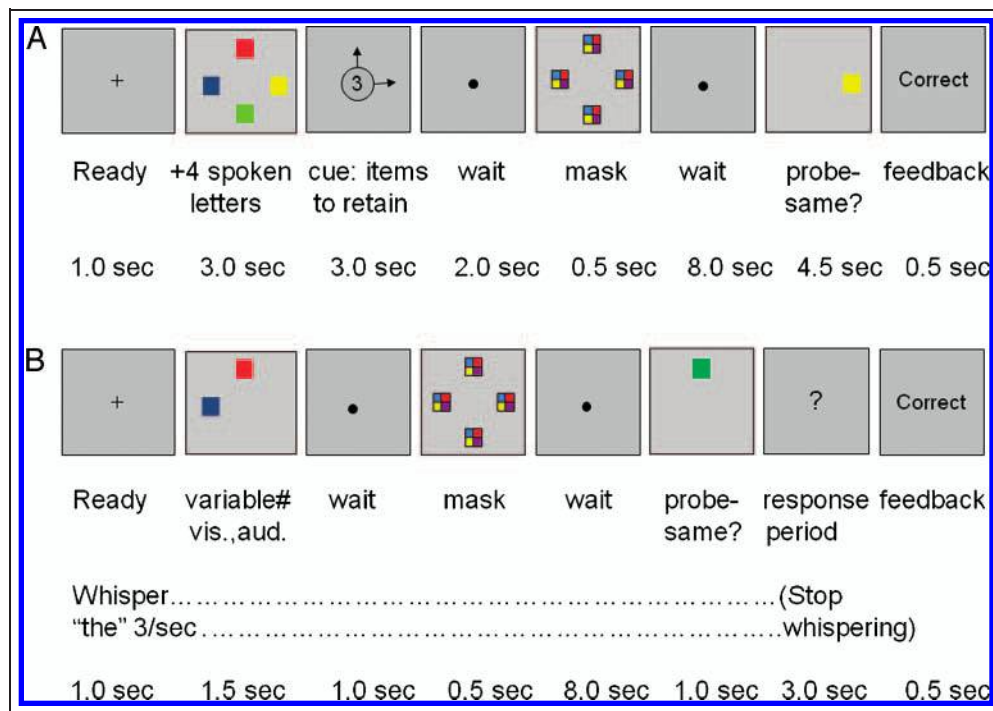 A
+
3
Correct
Ready +4 spoken letters cue: items to retain wait mask wait probe-same? feedback
1.0 sec 3.0 sec 3.0 sec 2.0 sec 0.5 sec 8.0 sec 4.5 sec 0.5 sec
B
+
?
Correct
Ready variable# vis.,aud. wait mask wait probe-same? response period feedback
Whisper……………………………………………………………………(Stop
"the" 3/sec……………………………………………………………………whispering)
1.0 sec 1.5 sec 1.0 sec 0.5 sec 8.0 sec 1.0 sec 3.0 sec 0.5 sec